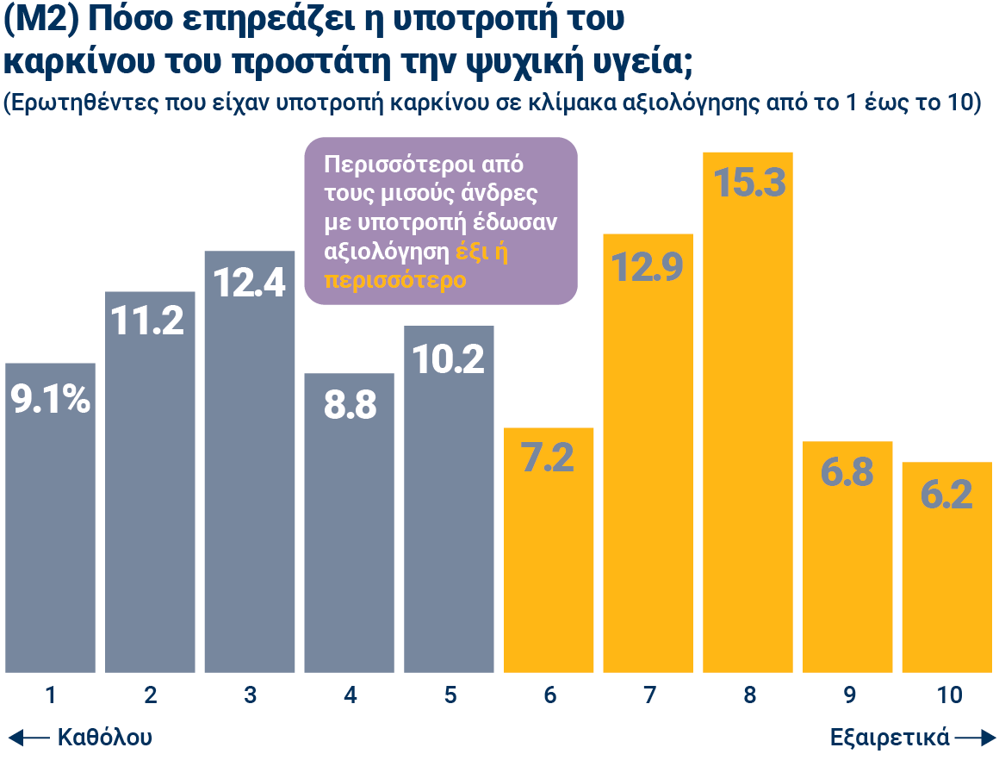 (M2) Πόσο επηρεάζει η υποτροπή του
καρκίνου του προστάτη την ψυχική υγεία;
(Ερωτηθέντες που είχαν υποτροπή καρκίνου σε κλίμακα αξιολόγησης από το 1 έως το 10)
Περισσότεροι από
τους μισούς άνδρες
με υποτροπή έδωσαν
αξιολόγηση έξι ή
περισσότερο
9.1%
11.2
12.4
8.8
10.2
7.2
12.9
15.3
6.8
6.2
1
2
3
4
5
6
7
8
9
10
Καθόλου
Εξαιρετικά